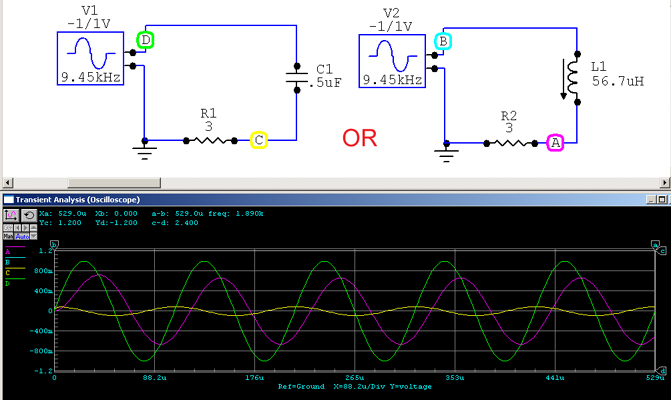 V1
-1/1V
9.45kHz
D
C1
.5uF
R1
3
C
OR
V2
-1/1V
9.45kHz
B
L1
56.7uH
R2
3
A
Transient Analysis (Oscilloscope)
Xa: 529.0u Xb: 0.000 a-b: 529.0u freq: 1.890k
Yc: 1.200 Yd:-1.200 c-d: 2.400
Man Auto
A
B
C
D
b
a
c
d
1.2
800m
400m
0
-400m
-800m
-1.2
0 88.2u 176u 265u 353u 441u 529u
Ref=Ground X=88.2u/Div Y=voltage